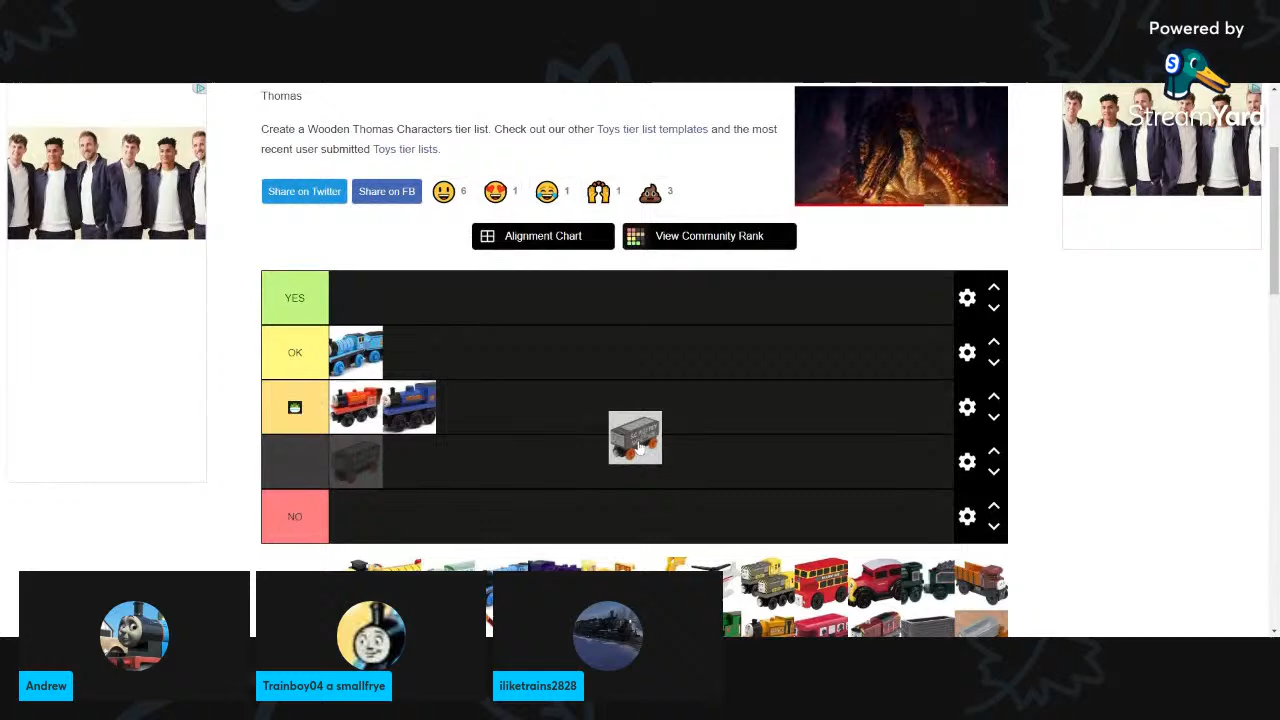 Powered by
StreamYard
Thomas
Create a Wooden Thomas Characters tier list. Check out our other Toys tier list templates and the most
recent user submitted Toys tier lists.
Share on Twitter
Share on FB
6
1
1
1
3
Alignment Chart
View Community Rank
YES
OK
NO
Andrew
Trainboy04 a smallfrye
iliketrains2828